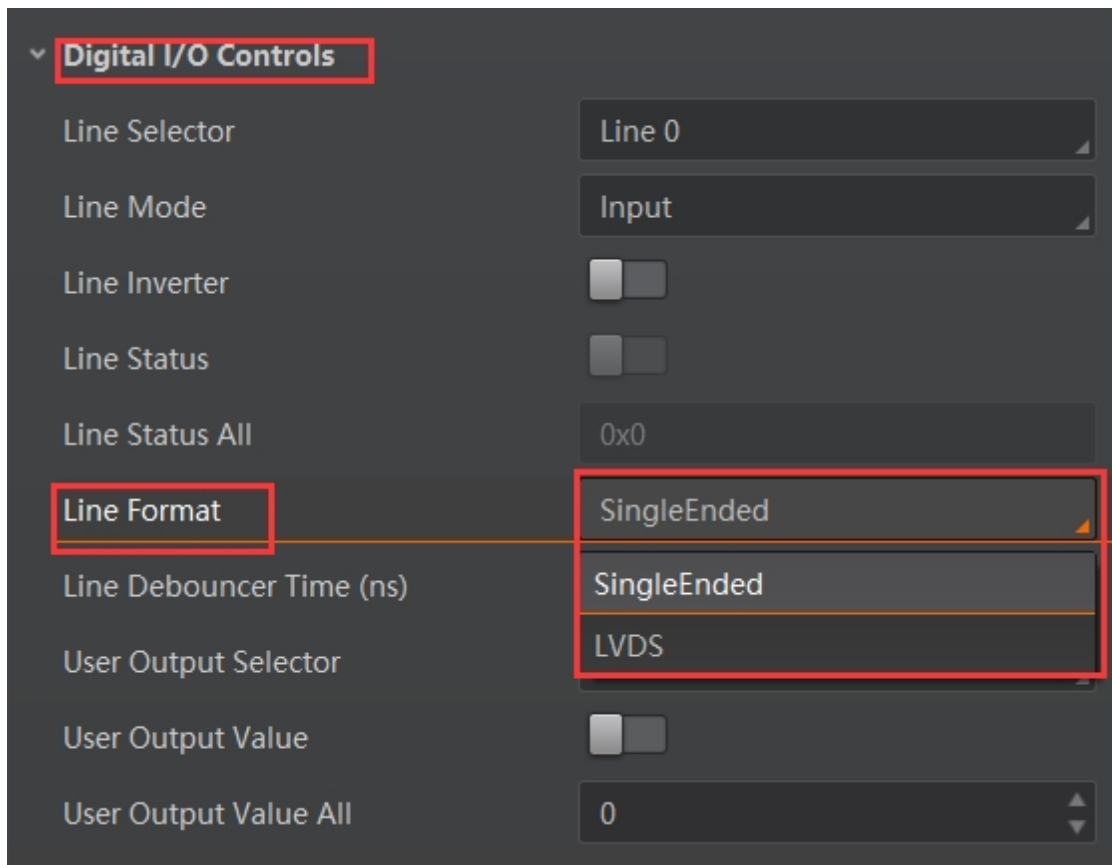 Digital I/O Controls
Line Selector Line 0
Line Mode Input
Line Inverter
Line Status
Line Status All 0x0
Line Format SingleEnded
Line Debouncer Time (ns) SingleEnded
LVDS
User Output Selector
User Output Value
User Output Value All 0